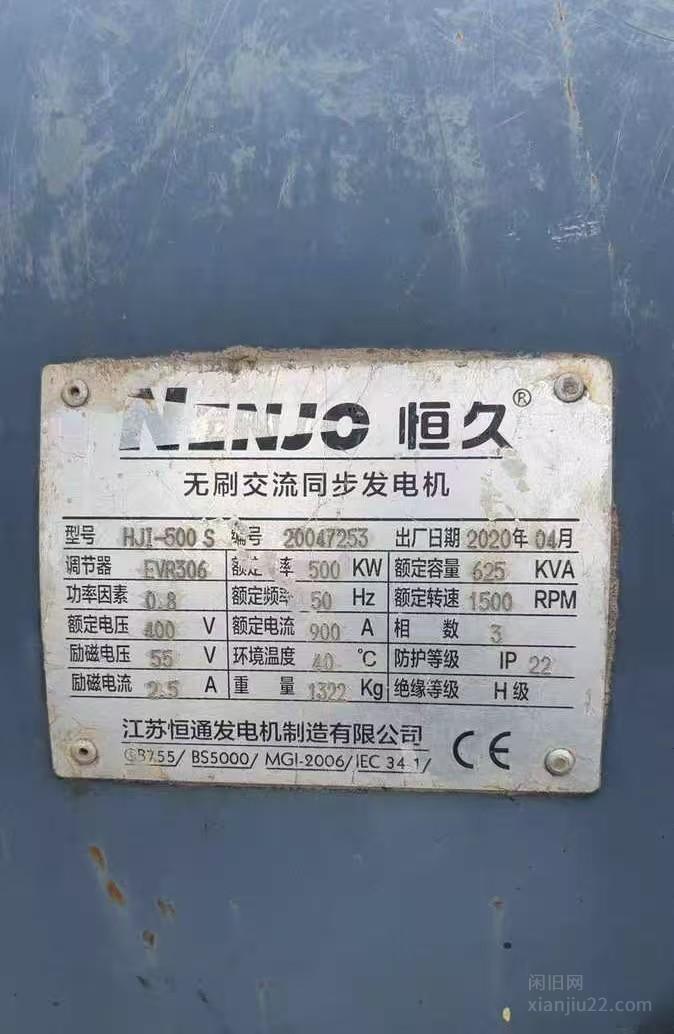 NENJO 恒久®
无刷交流同步发电机
型号 HJI-500 S 编号 20047253 出厂日期 2020年 04月
调节器 EVR306 额定 率 500 KW 额定容量 625 KVA
功率因素 0.8 额定频率 50 Hz 额定转速 1500 RPM
额定电压 400 V 额定电流 900 A 相 数 3
励磁电压 55 V 环境温度 40 ℃ 防护等级 IP 22
励磁电流 2.5 A 重 量 1322 Kg 绝缘等级 H 级
江苏恒通发电机制造有限公司 CE
GB755/ BS5000/ MGI-2006/ IEC 34.1/
闲旧网
xianjiu22.com